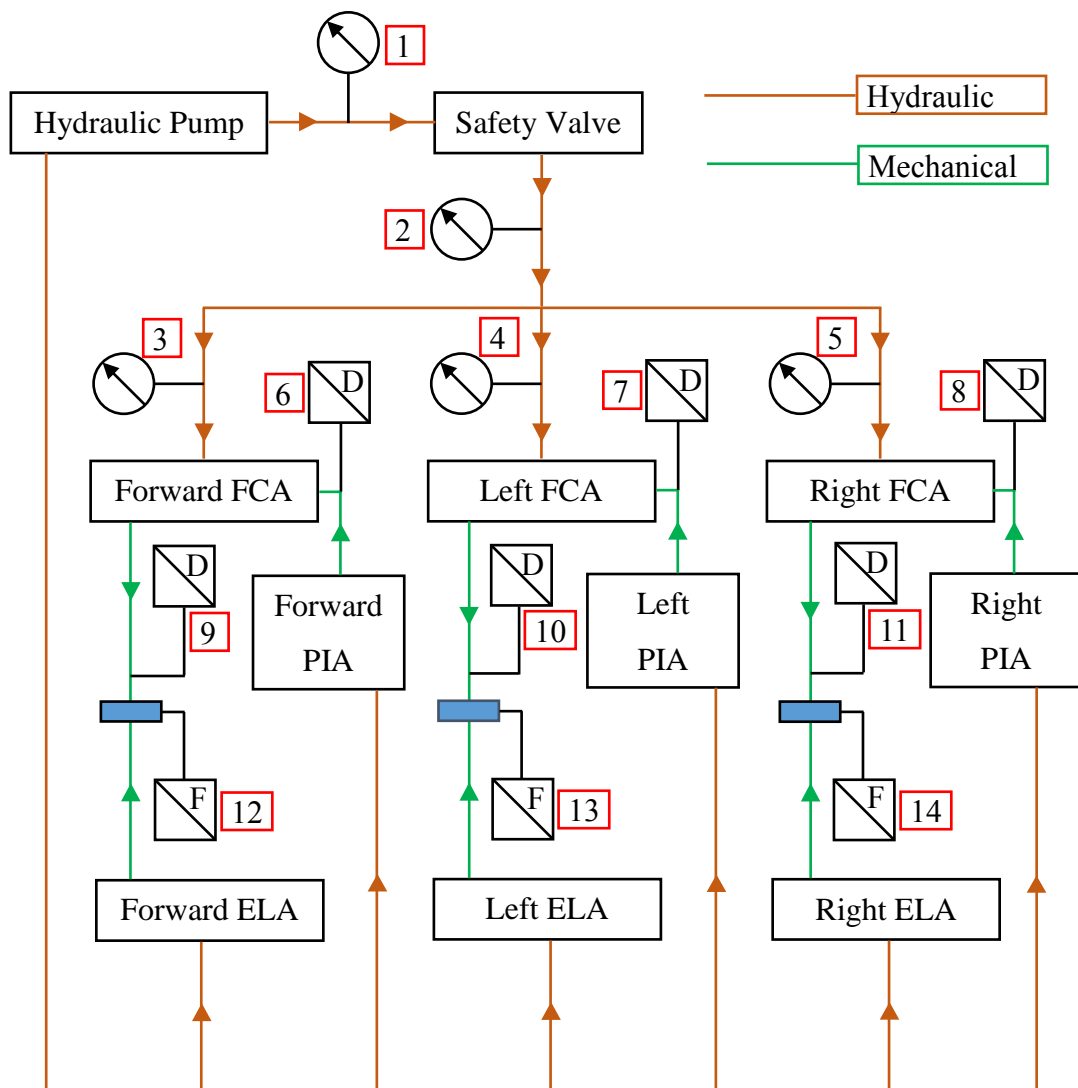 1
Hydraulic Pump
Safety Valve
Hydraulic
Mechanical
2
3
4
5
6
D
7
D
8
D
Forward FCA
Left FCA
Right FCA
D
9
D
10
D
11
Forward
PIA
Left
PIA
Right
PIA
F
12
F
13
F
14
Forward ELA
Left ELA
Right ELA